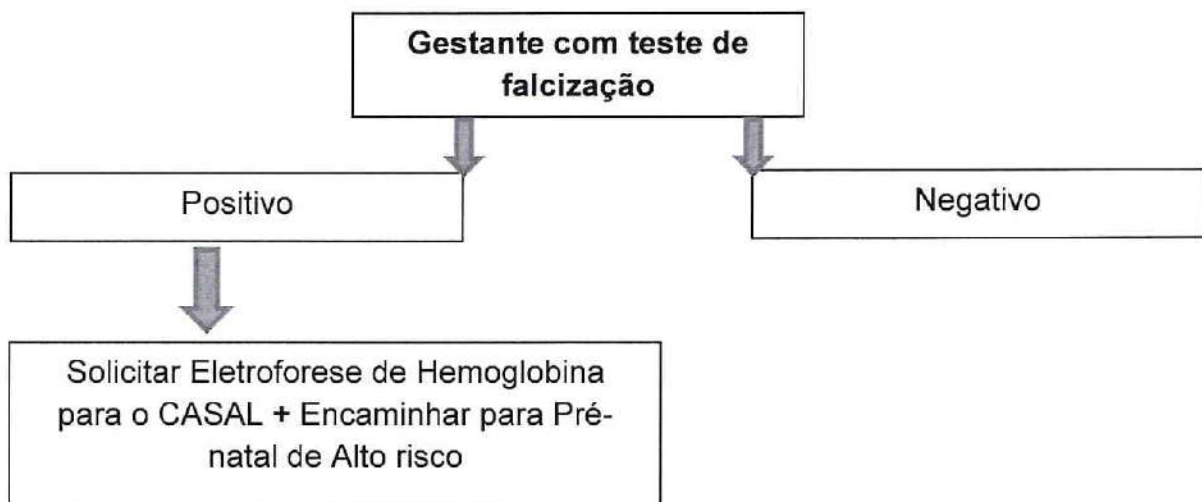 Gestante com teste de
falcização
Positivo
Negativo
Solicitar Eletroforese de Hemoglobina
para o CASAL + Encaminhar para Pré-
natal de Alto risco